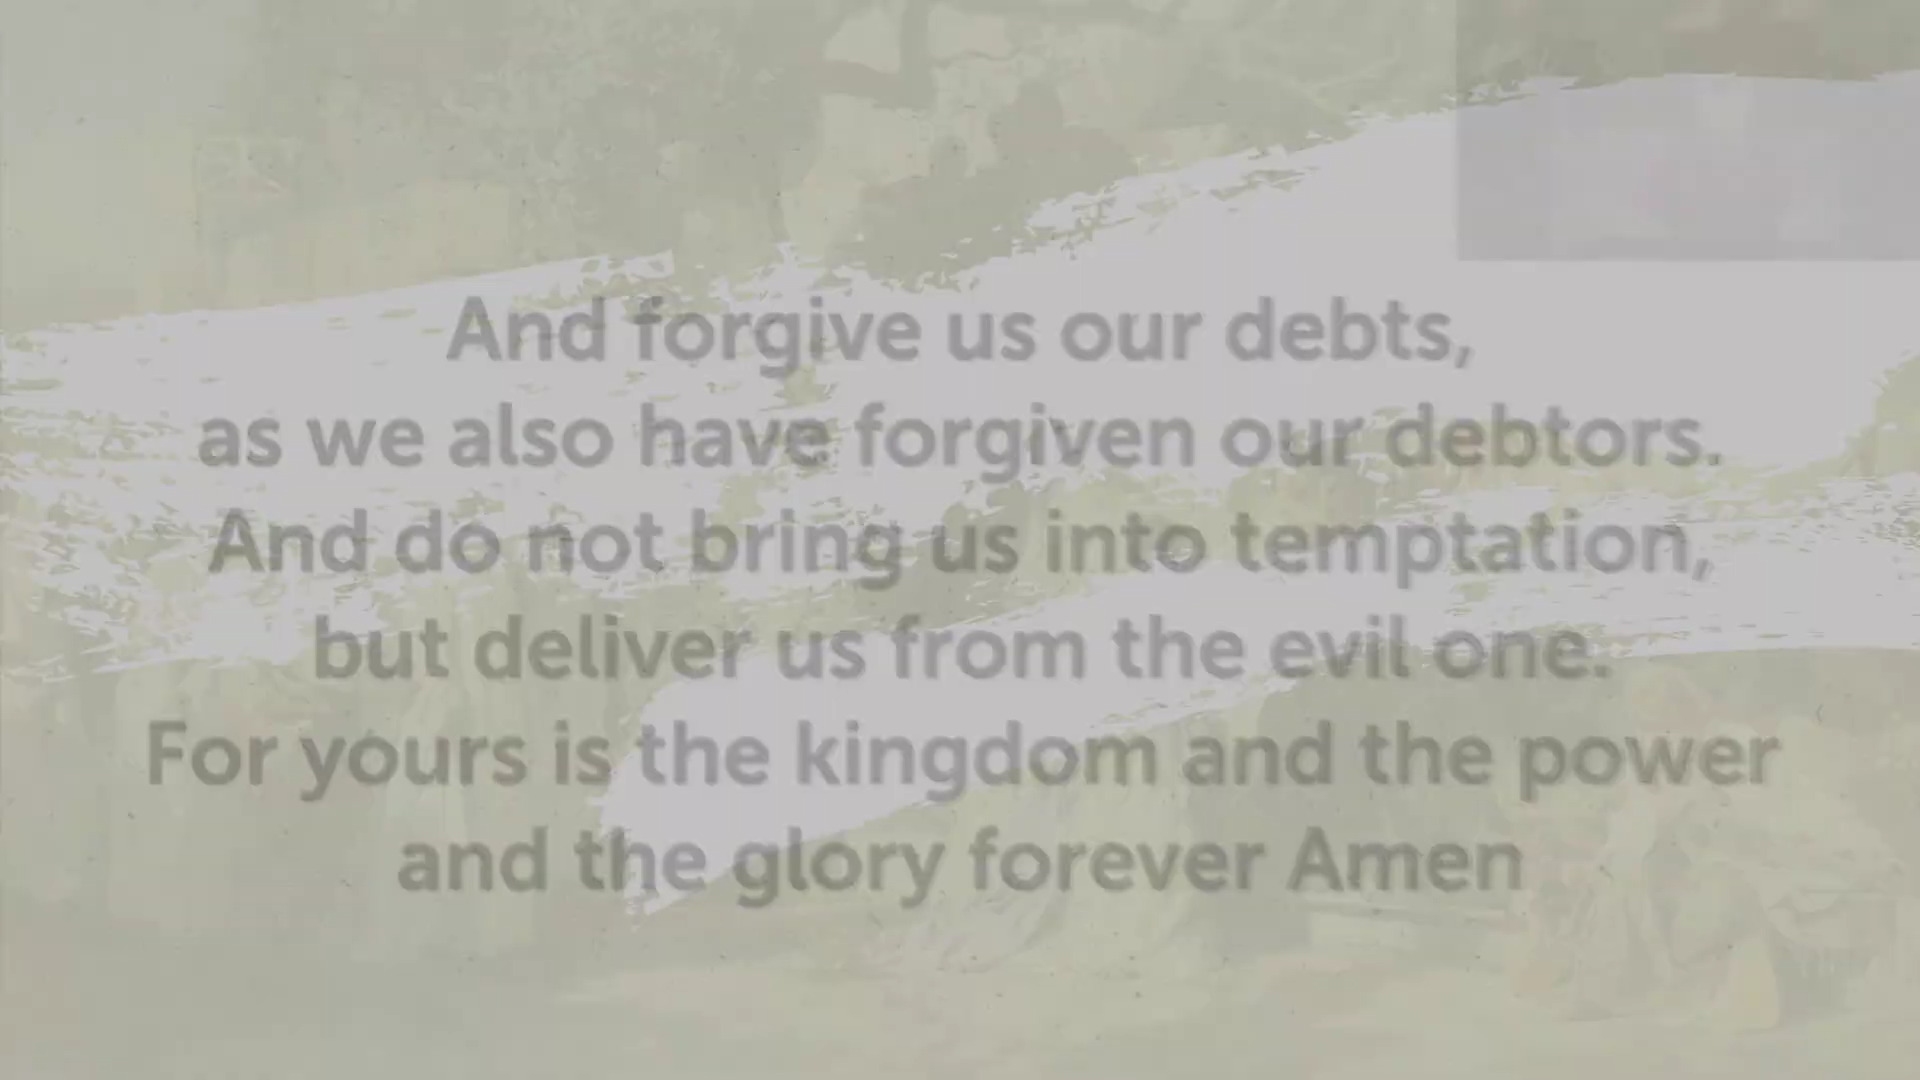 And forgive us our debts,
as we also have forgiven our debtors.
And do not bring us into temptation,
but deliver us from the evil one.
For yours is the kingdom and the power
and the glory forever Amen